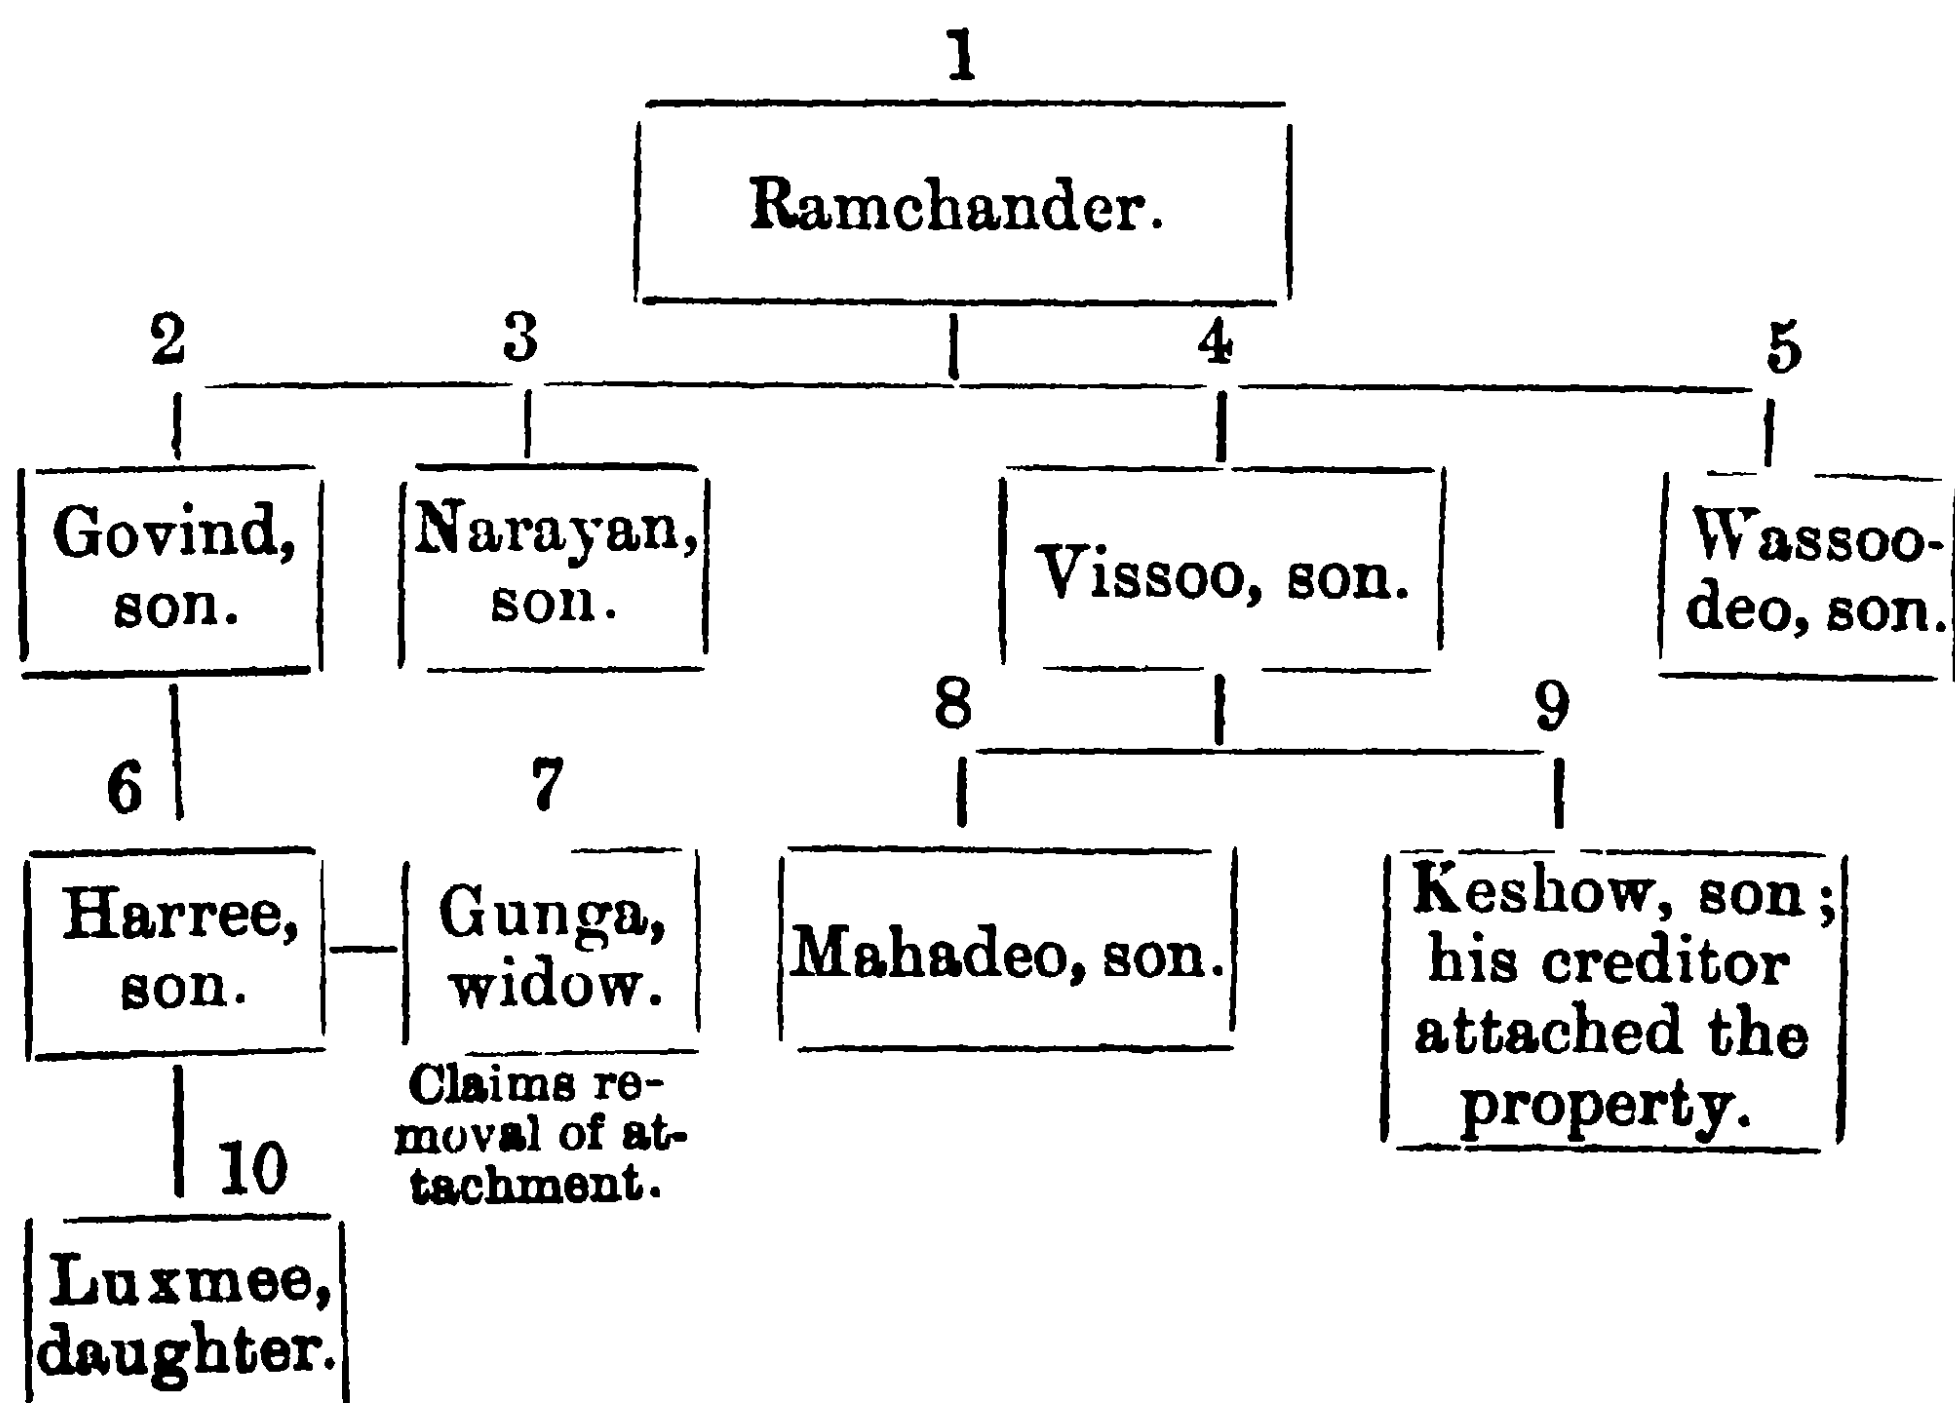 1
Ramchander.
2 3 4 5
Govind,
son.
Narayan,
son.
Vissoo, son.
Wassoo-
deo, son.
8 9
6 7
Harree,
son.
Gunga,
widow.
Claims re-
moval of at-
tachment.
Mahadeo, son.
Keshow, son;
his creditor
attached the
property.
10
Luxmee,
daughter.